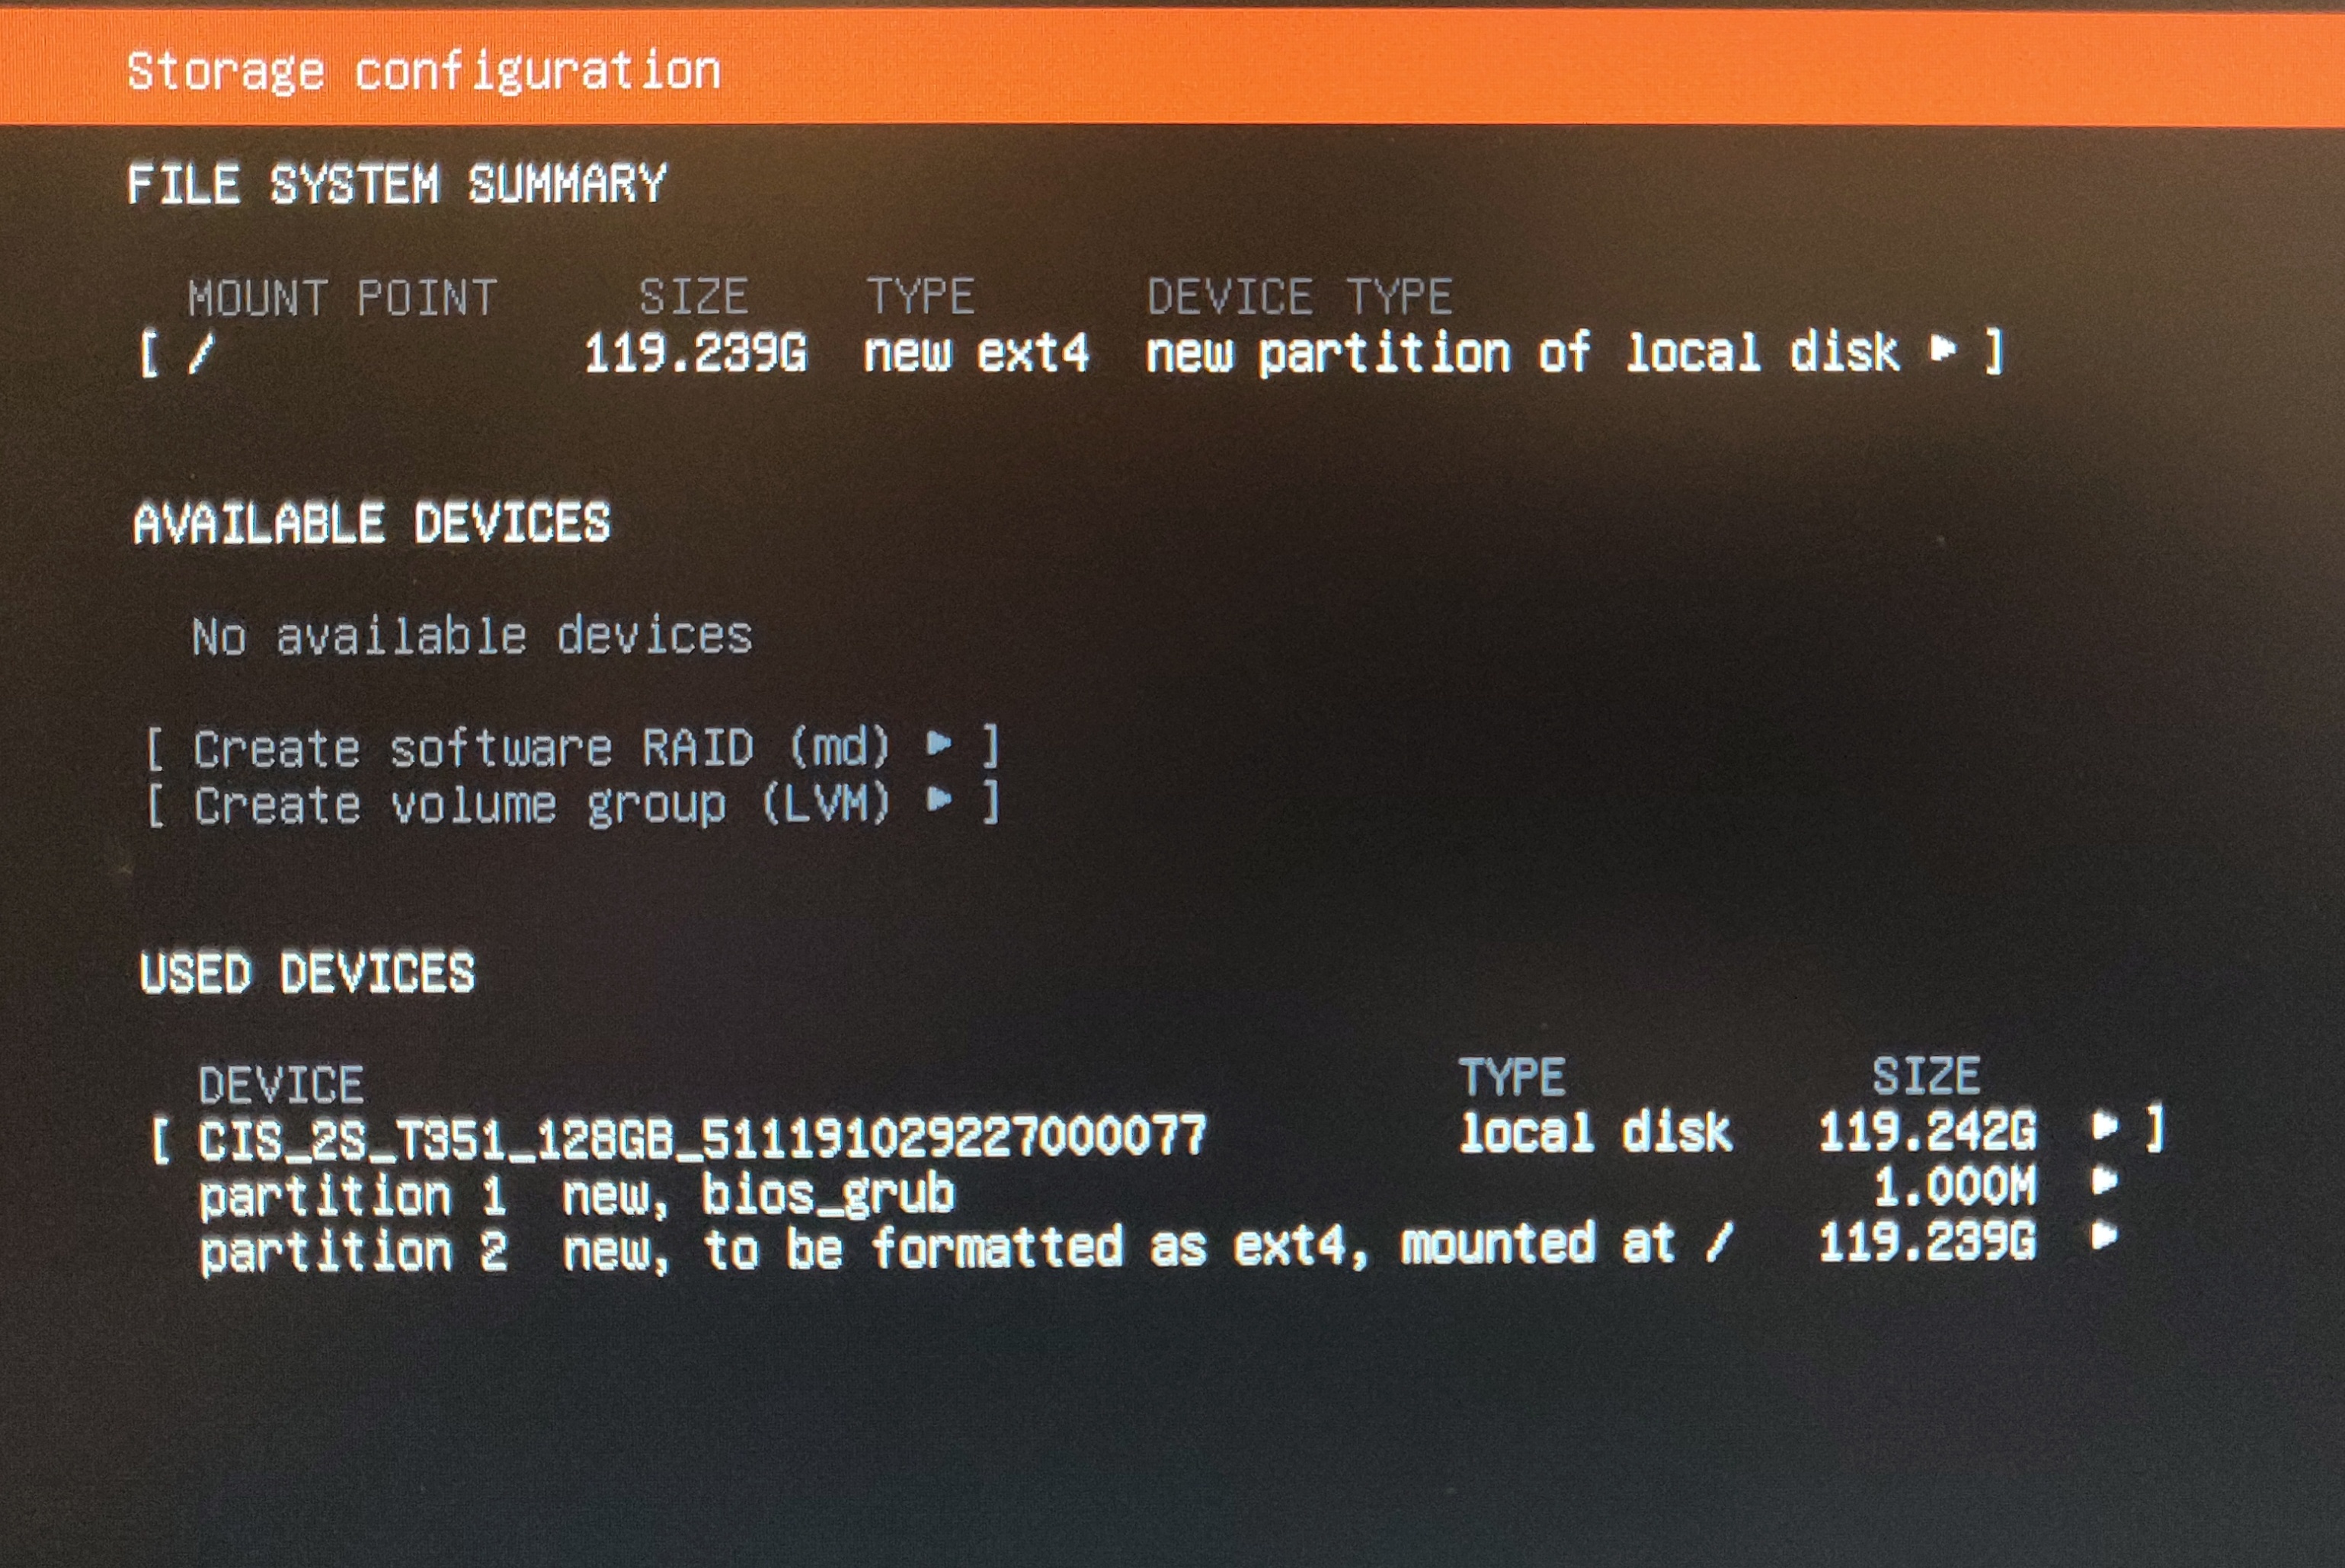 Storage configuration
FILE SYSTEM SUMMARY
MOUNT POINT SIZE TYPE DEVICE TYPE
[ / 119.239G new ext4 new partition of local disk ▸ ]
AVAILABLE DEVICES
No available devices
[ Create software RAID (md) ▸ ]
[ Create volume group (LVM) ▸ ]
USED DEVICES
DEVICE TYPE SIZE
[ CIS_2S_T351_128GB_511191029227000077 local disk 119.242G ▸ ]
partition 1 new, bios_grub 1.000M ▸
partition 2 new, to be formatted as ext4, mounted at / 119.239G ▸